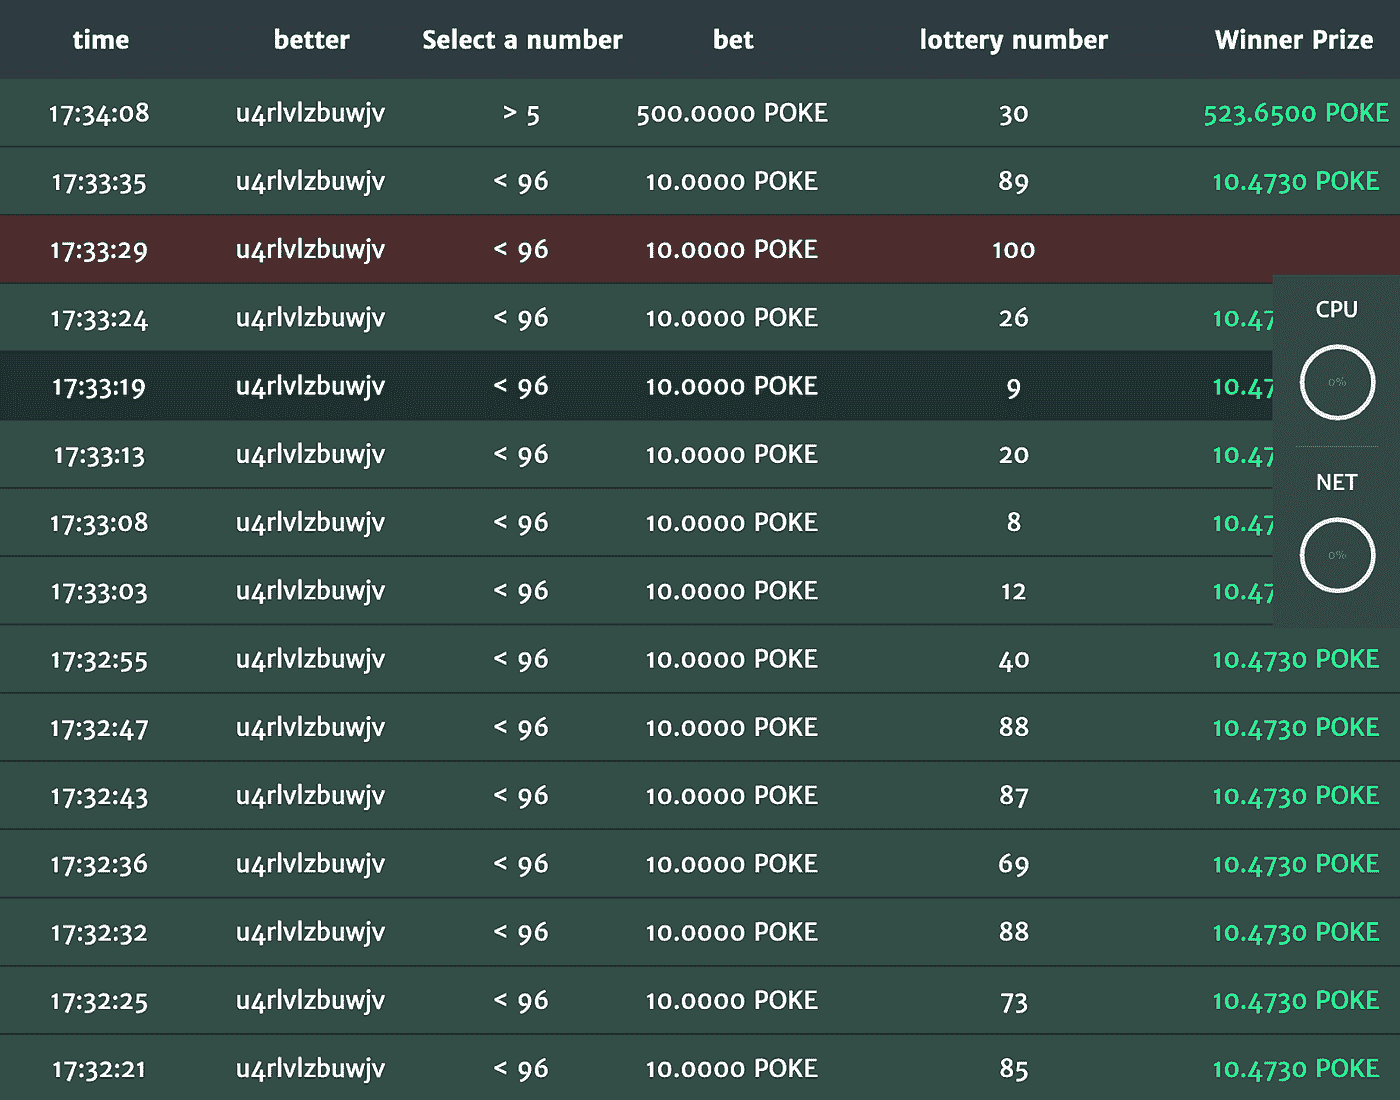 time better Select a number bet lottery number Winner Prize
17:34:08 u4rlvlzbuwjv > 5 500.0000 POKE 30 523.6500 POKE
17:33:35 u4rlvlzbuwjv < 96 10.0000 POKE 89 10.4730 POKE
17:33:29 u4rlvlzbuwjv < 96 10.0000 POKE 100
CPU
17:33:24 u4rlvlzbuwjv < 96 10.0000 POKE 26 10.47
17:33:19 u4rlvlzbuwjv < 96 10.0000 POKE 9 10.47 0%
17:33:13 u4rlvlzbuwjv < 96 10.0000 POKE 20 10.47
NET
17:33:08 u4rlvlzbuwjv < 96 10.0000 POKE 8 10.47
0%
17:33:03 u4rlvlzbuwjv < 96 10.0000 POKE 12 10.47
17:32:55 u4rlvlzbuwjv < 96 10.0000 POKE 40 10.4730 POKE
17:32:47 u4rlvlzbuwjv < 96 10.0000 POKE 88 10.4730 POKE
17:32:43 u4rlvlzbuwjv < 96 10.0000 POKE 87 10.4730 POKE
17:32:36 u4rlvlzbuwjv < 96 10.0000 POKE 69 10.4730 POKE
17:32:32 u4rlvlzbuwjv < 96 10.0000 POKE 88 10.4730 POKE
17:32:25 u4rlvlzbuwjv < 96 10.0000 POKE 73 10.4730 POKE
17:32:21 u4rlvlzbuwjv < 96 10.0000 POKE 85 10.4730 POKE